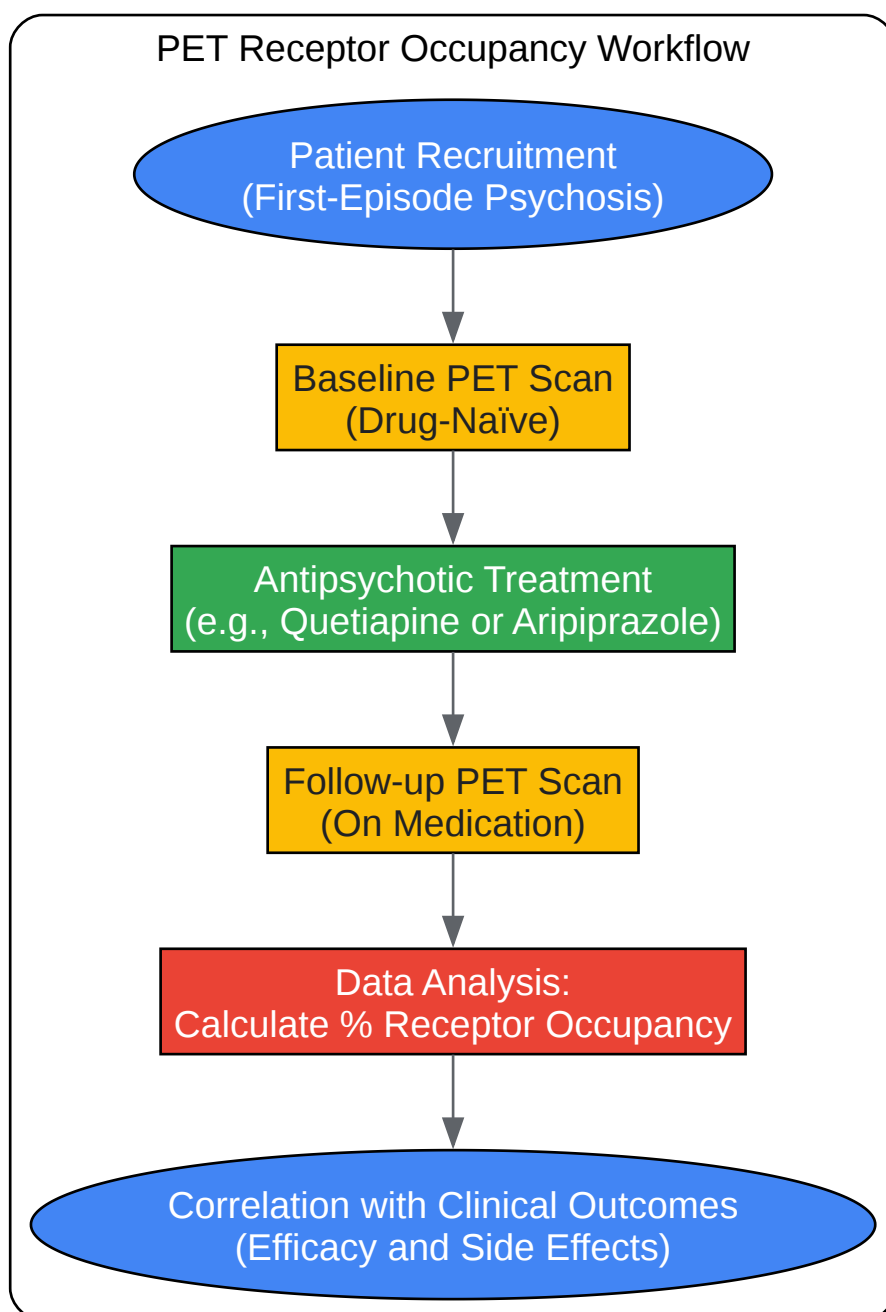 PET Receptor Occupancy Workflow
Patient Recruitment
(First-Episode Psychosis)
Baseline PET Scan
(Drug-Naïve)
Antipsychotic Treatment
(e.g., Quetiapine or Aripiprazole)
Follow-up PET Scan
(On Medication)
Data Analysis:
Calculate % Receptor Occupancy
Correlation with Clinical Outcomes
(Efficacy and Side Effects)